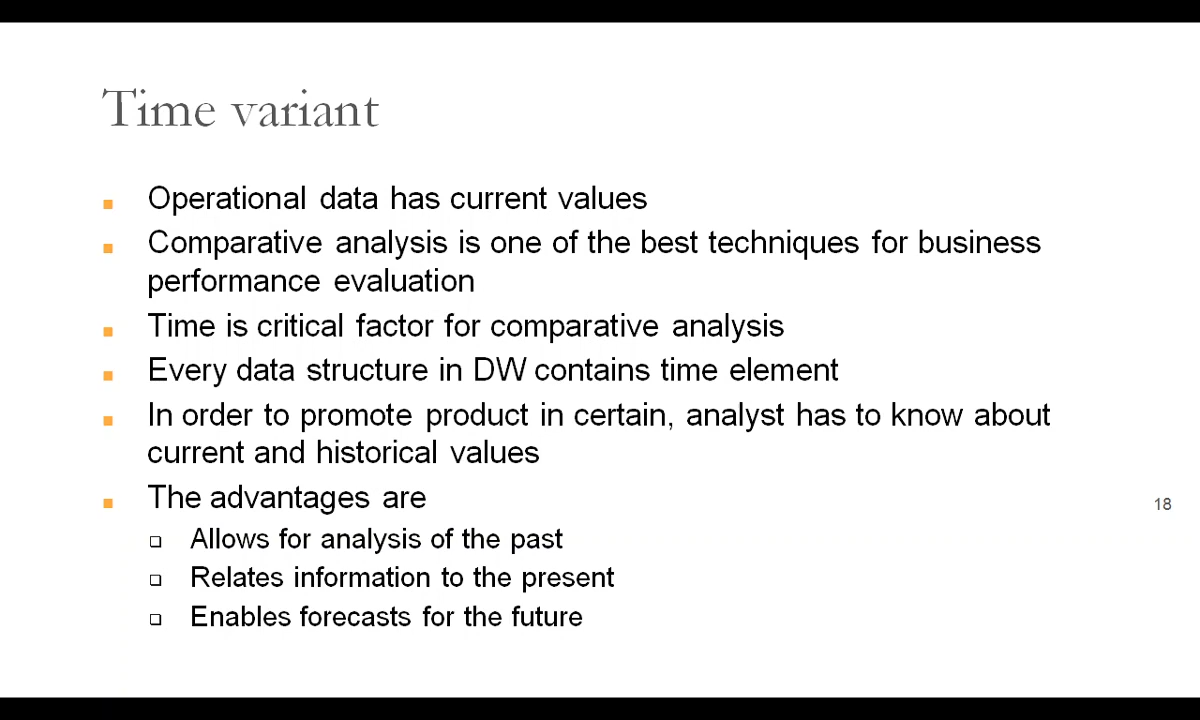 Time variant
Operational data has current values
Comparative analysis is one of the best techniques for business
performance evaluation
Time is critical factor for comparative analysis
Every data structure in DW contains time element
In order to promote product in certain, analyst has to know about
current and historical values
The advantages are
18
Allows for analysis of the past
Relates information to the present
Enables forecasts for the future